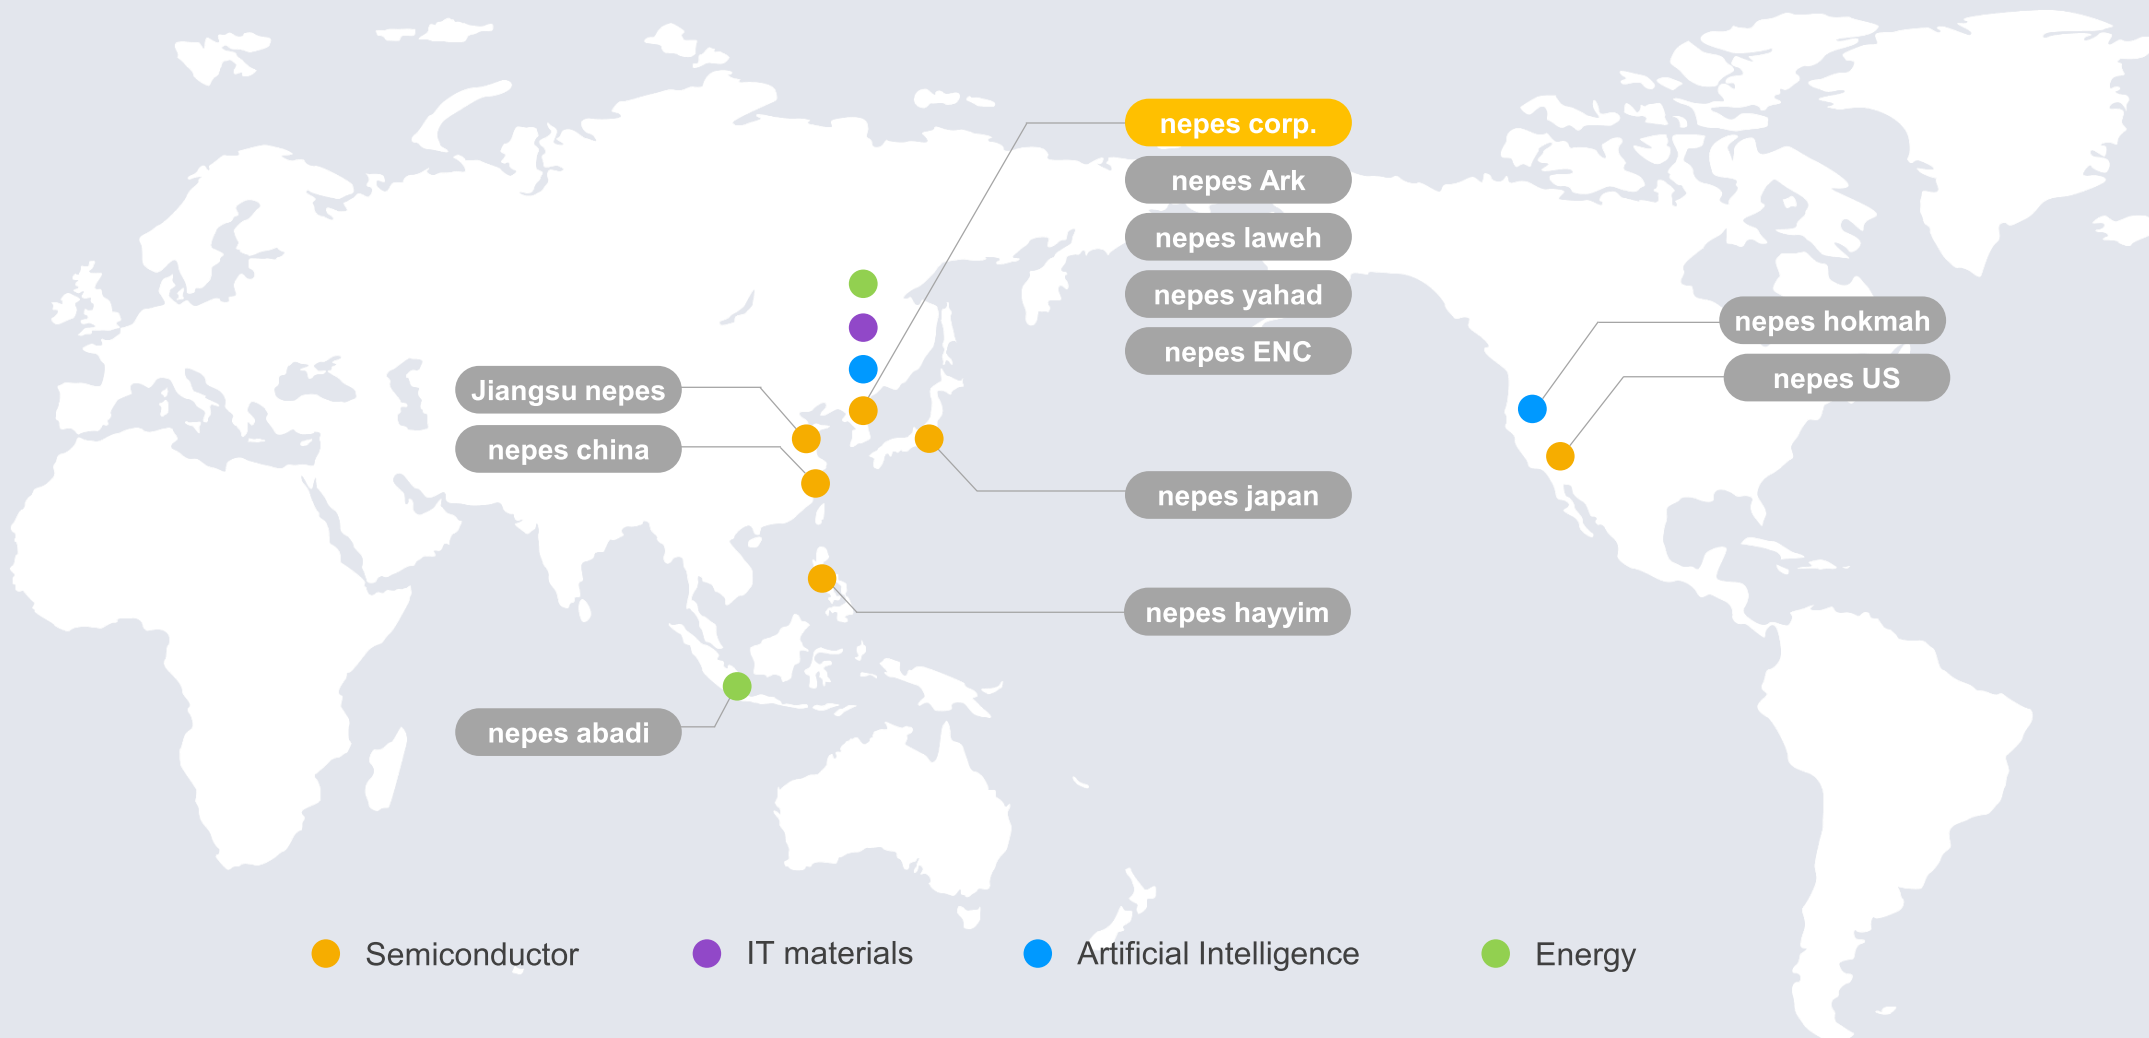 nepes corp.
nepes Ark
nepes laweh
nepes yahad
nepes ENC
nepes hokmah
nepes US
Jiangsu nepes
nepes china
nepes japan
nepes hayyim
nepes abadi
Semiconductor
IT materials
Artificial Intelligence
Energy